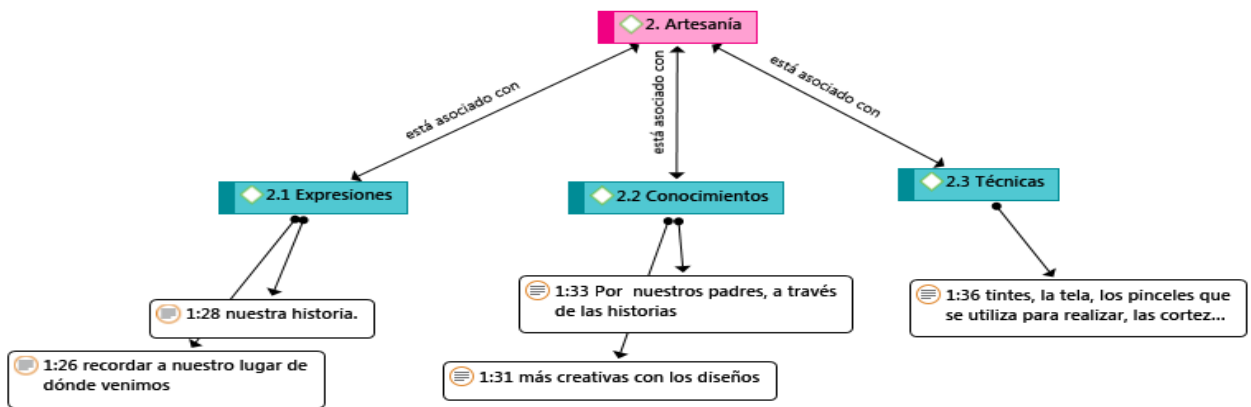 2. Artesanía
está asociado con
está asociado con
está asociado con
2.1 Expresiones
2.2 Conocimientos
2.3 Técnicas
1:28 nuestra historia.
1:26 recordar a nuestro lugar de
dónde venimos
1:33 Por nuestros padres, a través
de las historias
1:31 más creativas con los diseños
1:36 tintes, la tela, los pinceles que
se utiliza para realizar, las cortez...